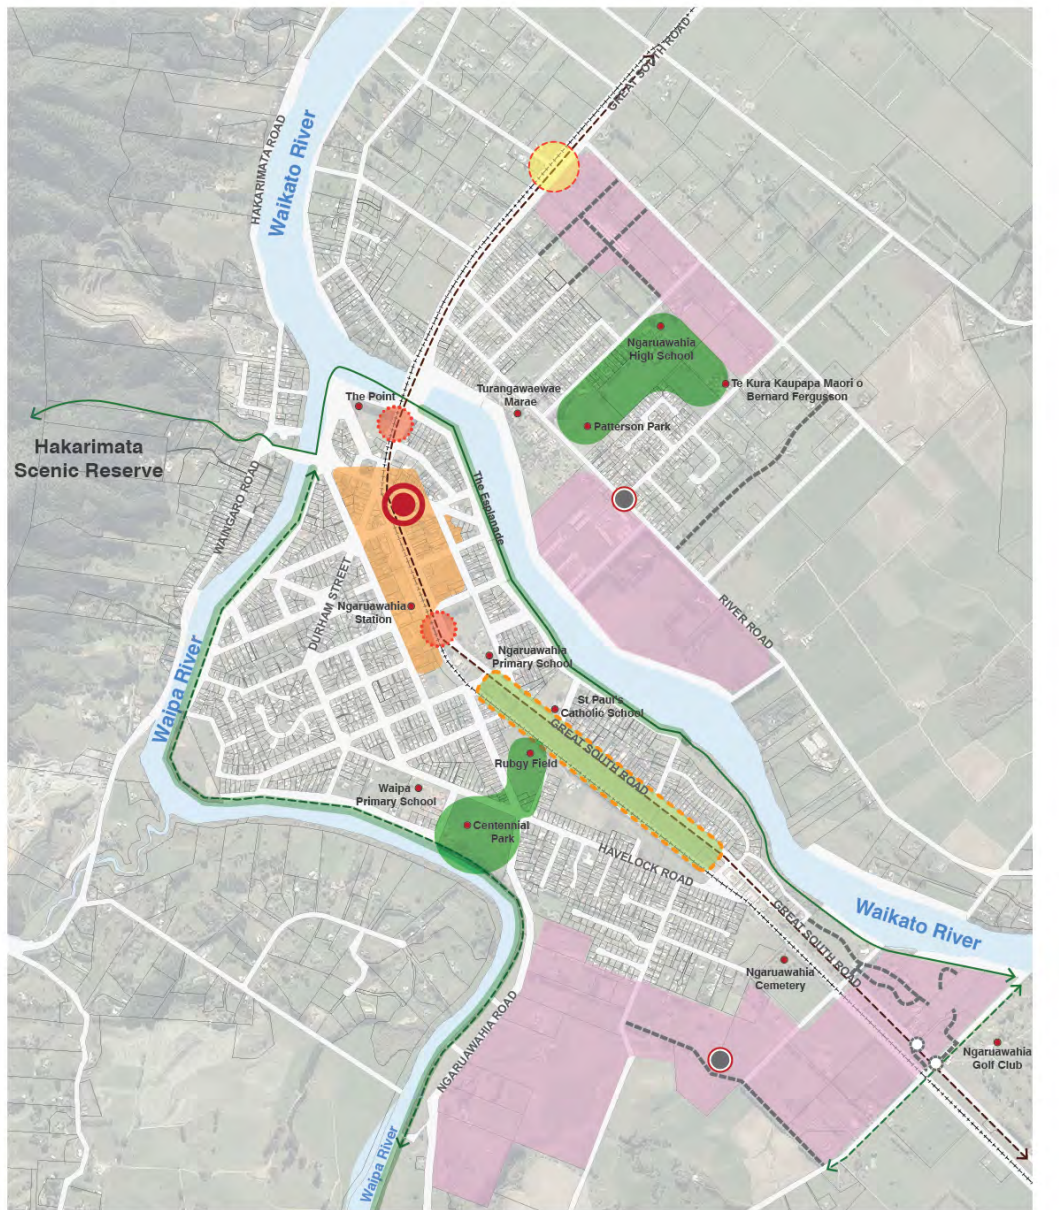 GREAT SOUTH ROAD
HAKARIMATA ROAD
Waikato River
Ngaruawahia
High School
Te Kura Kaupapa Maori o
Bernard Fergusson
Turangawaewae
Marae
The Point
Patterson Park
Hakarimata
Scenic Reserve
WAINGARO ROAD
The Esplanade
DURHAM STREET
Ngaruawahia
Station
RIVER ROAD
Ngaruawahia
Primary School
Waipa River
St Paul's
Catholic School
GREAT SOUTH ROAD
Rubgy Field
Waipa
Primary School
Centennial
Park
HAVELOCK ROAD
GREAT SOUTH ROAD
Waikato River
Ngaruawahia
Cemetery
NGARUAWAHIA ROAD
Ngaruawahia
Golf Club
Waipa River